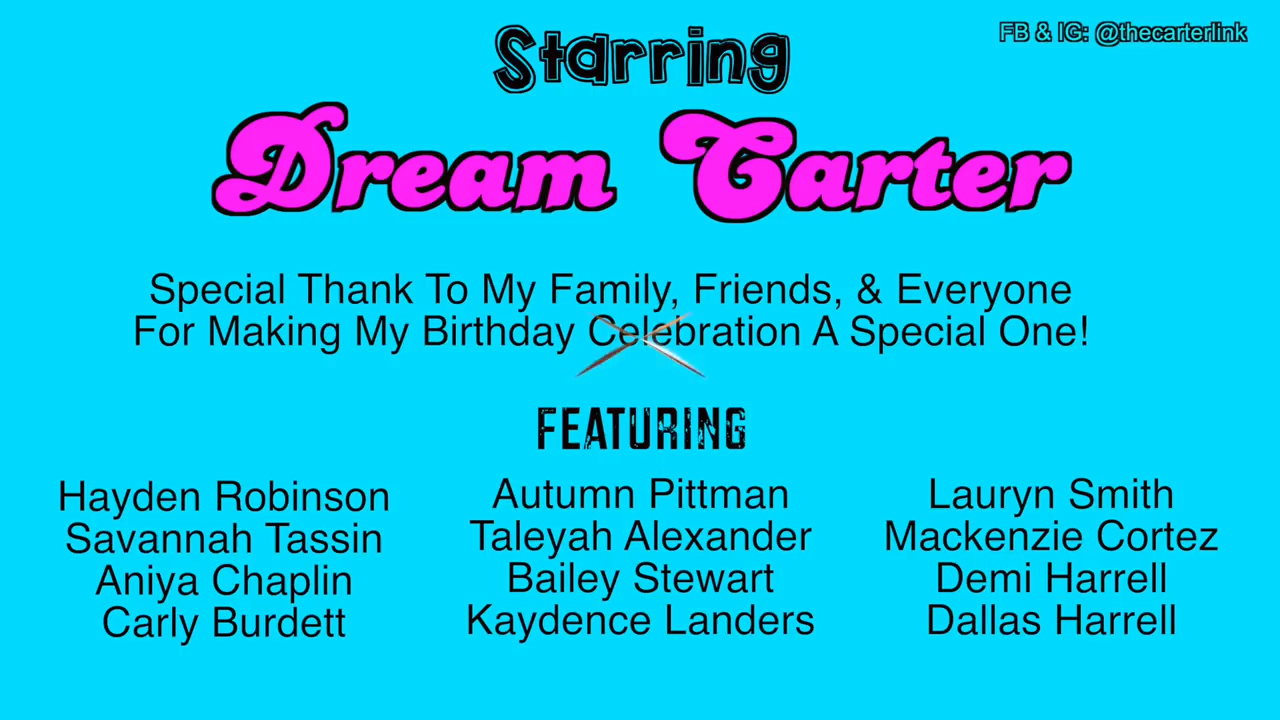 Starring
FB & IG: @thecarterlink
Dream Carter
Special Thank To My Family, Friends, & Everyone
For Making My Birthday Celebration A Special One!
FEATURING
Hayden Robinson
Savannah Tassin
Aniya Chaplin
Carly Burdett
Autumn Pittman
Taleyah Alexander
Bailey Stewart
Kaydence Landers
Lauryn Smith
Mackenzie Cortez
Demi Harrell
Dallas Harrell